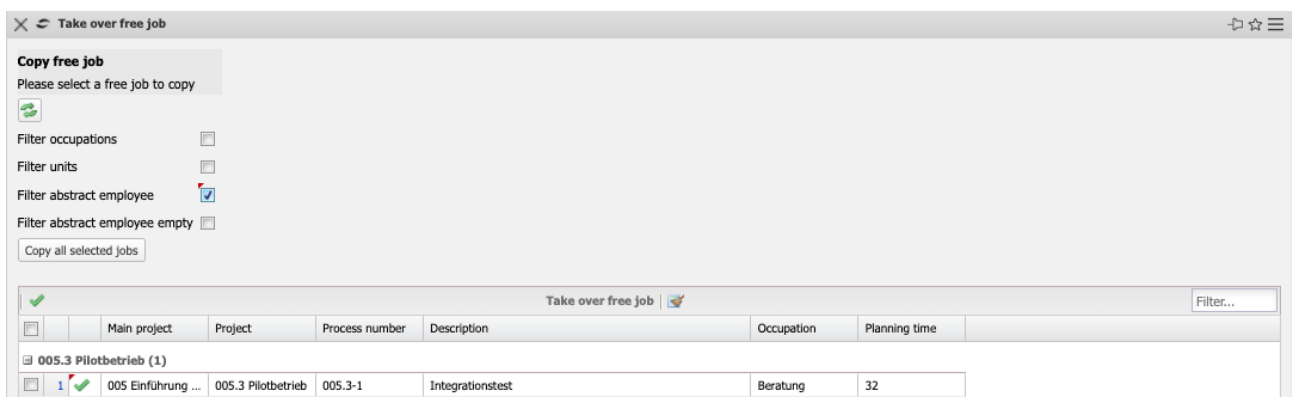 Take over free job
Copy free job
Please select a free job to copy
Filter occupations
Filter units
Filter abstract employee
Filter abstract employee empty
Copy all selected jobs
Take over free job Filter...
Main project Project Process number Description Occupation Planning time
005.3 Pilotbetrieb (1)
1 005 Einführung ... 005.3 Pilotbetrieb 005.3-1 Integrationstest Beratung 32